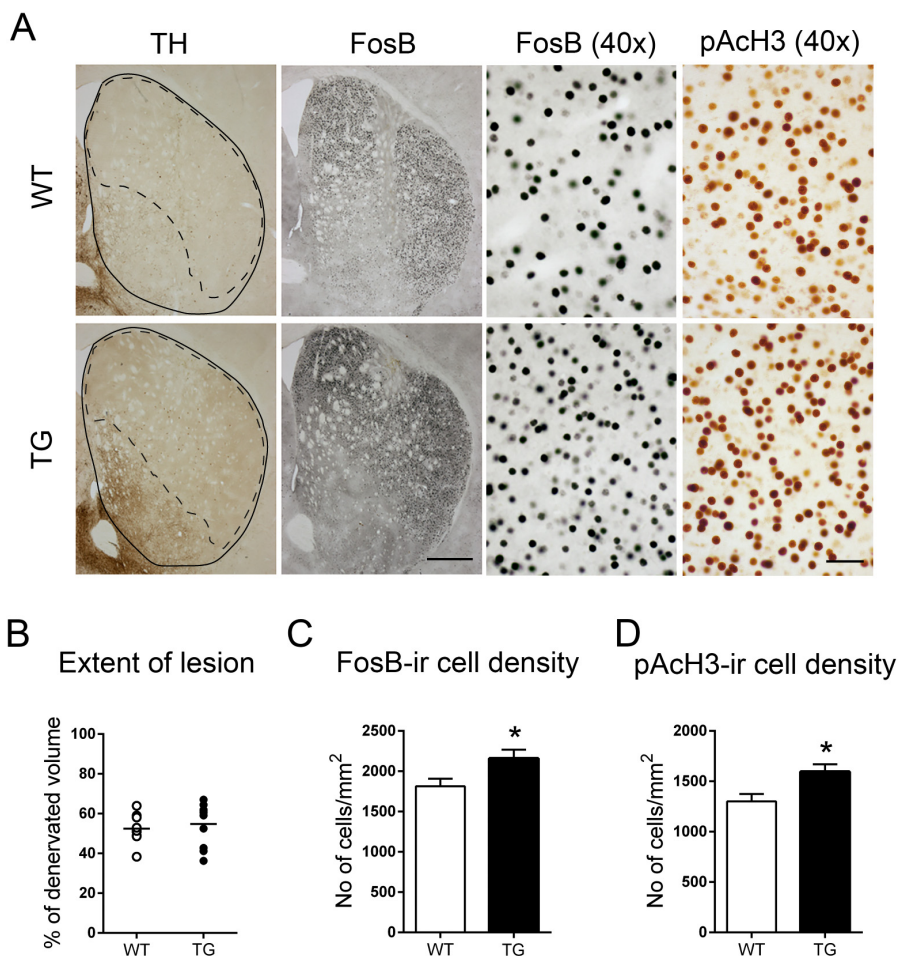 A
TH FosB FosB (40x) pAcH3 (40x)
WT
TG
B C D
Extent of lesion FosB-ir cell density pAcH3-ir cell density
% of denervated volume
100
80
60
40
20
0
WT TG
No of cells/mm²
2500
2000
1500
1000
500
0
*
WT TG
No of cells/mm²
2000
1500
1000
500
0
*
WT TG